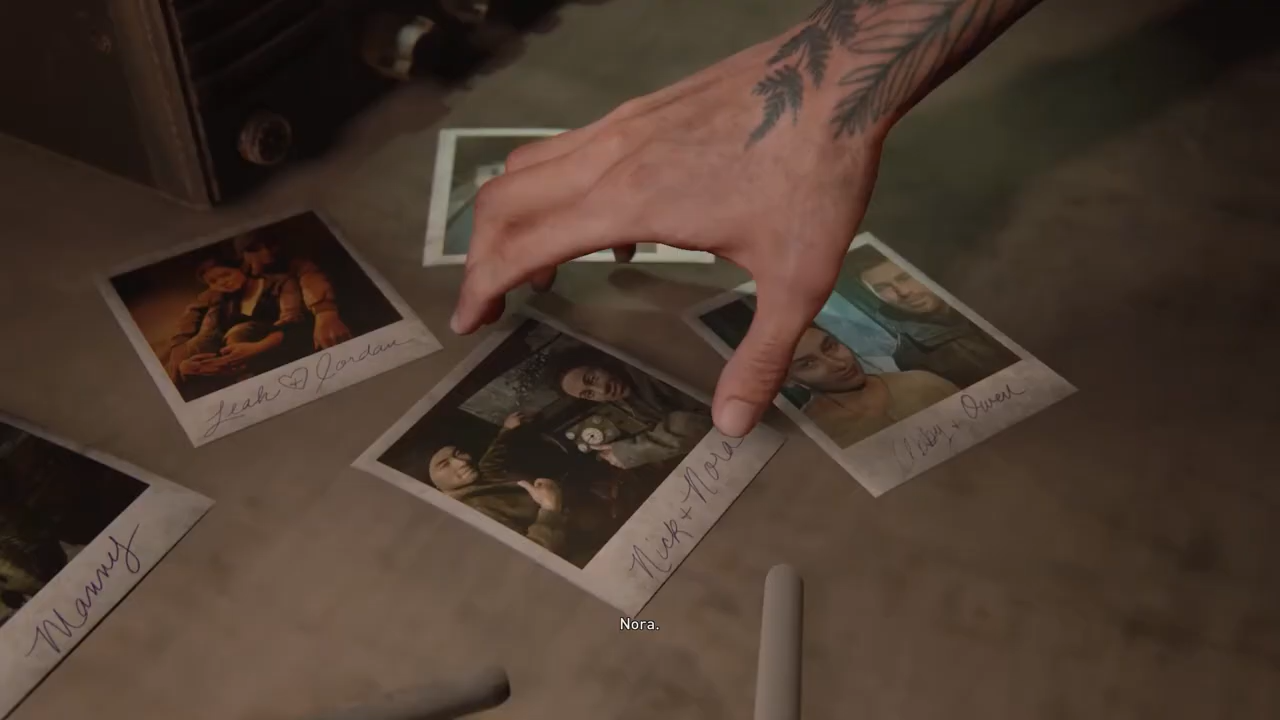 Leah ♡ Jordan
Nick + Nora
Abby + Owen
Manny
Nora.